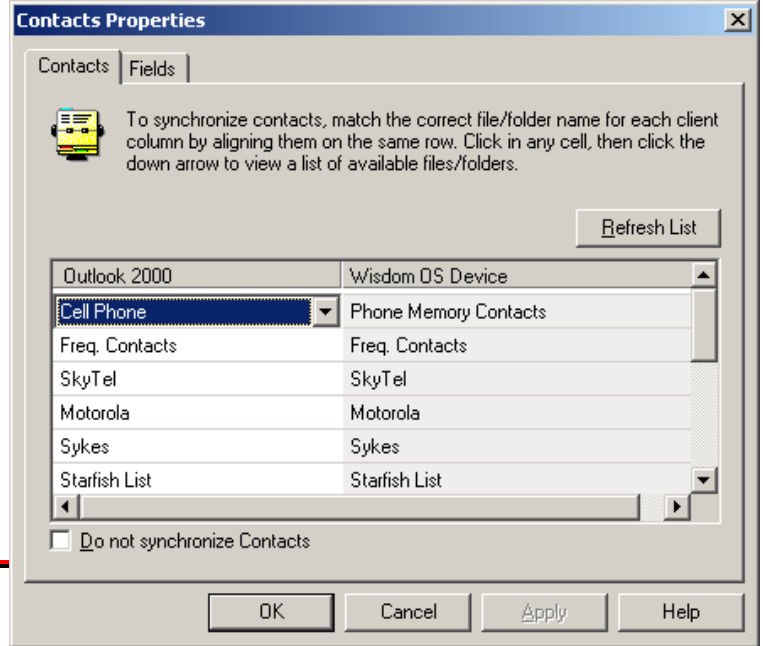 Contacts Properties
Contacts Fields
To synchronize contacts, match the correct file/folder name for each client
column by aligning them on the same row. Click in any cell, then click the
down arrow to view a list of available files/folders.
Refresh List
Outlook 2000 Wisdom OS Device
Cell Phone Phone Memory Contacts
Freq. Contacts Freq. Contacts
SkyTel SkyTel
Motorola Motorola
Sykes Sykes
Starfish List Starfish List
Do not synchronize Contacts
OK Cancel Apply Help